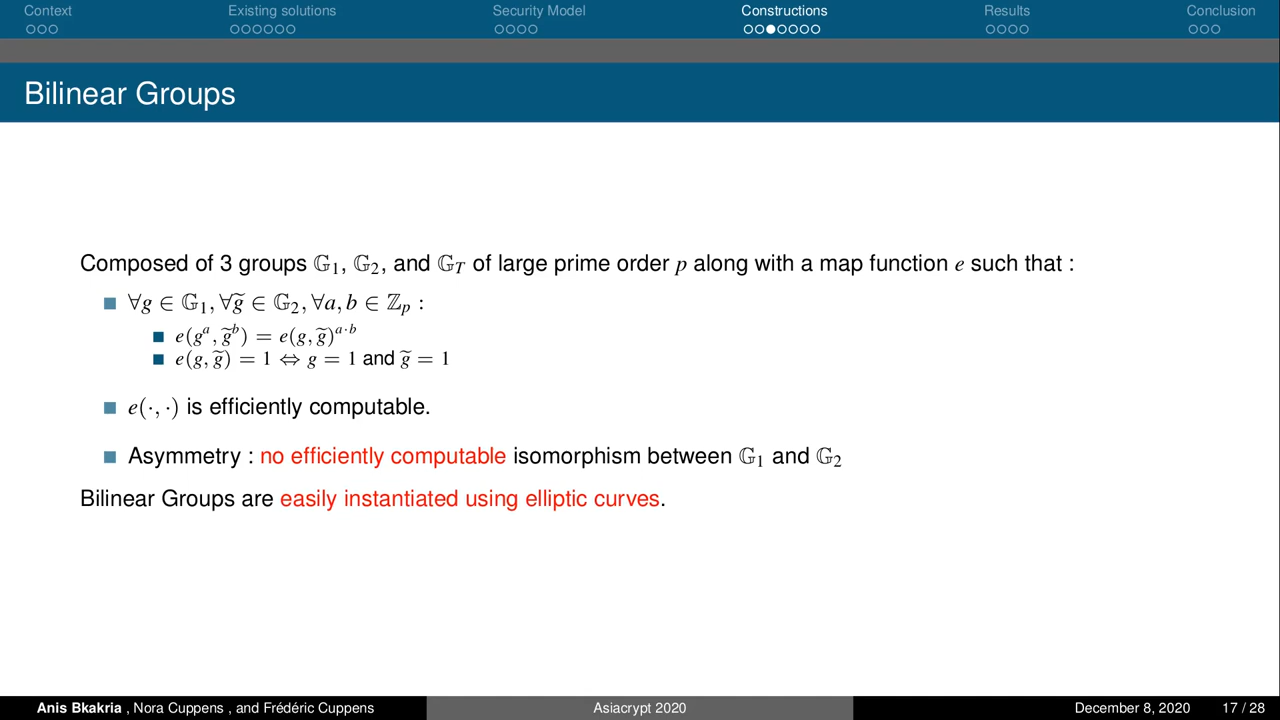 Context Existing solutions Security Model Constructions Results Conclusion
Bilinear Groups
Composed of 3 groups 𝔾₁, 𝔾₂, and 𝔾_T of large prime order p along with a map function e such that :
∀g ∈ 𝔾₁, ∀g̃ ∈ 𝔾₂, ∀a, b ∈ ℤ_p :
e(gᵃ, g̃ᵇ) = e(g, g̃)ᵃ·ᵇ
e(g, g̃) = 1 ⇔ g = 1 and g̃ = 1
e(·, ·) is efficiently computable.
Asymmetry : no efficiently computable isomorphism between 𝔾₁ and 𝔾₂
Bilinear Groups are easily instantiated using elliptic curves.
Anis Bkakria , Nora Cuppens , and Frédéric Cuppens Asiacrypt 2020 December 8, 2020 17 / 28